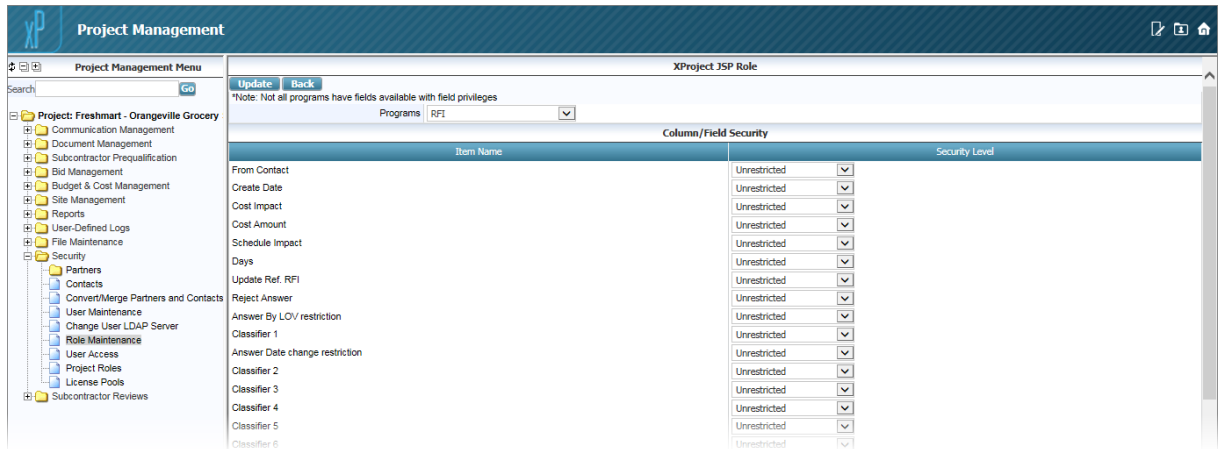 xP Project Management
Project Management Menu
Search Go
Project: Freshmart - Orangeville Grocery
Communication Management
Document Management
Subcontractor Prequalification
Bid Management
Budget & Cost Management
Site Management
Reports
User-Defined Logs
File Maintenance
Security
Partners
Contacts
Convert/Merge Partners and Contacts
User Maintenance
Change User LDAP Server
Role Maintenance
User Access
Project Roles
License Pools
Subcontractor Reviews
XProject JSP Role
Update Back
*Note: Not all programs have fields available with field privileges
Programs RFI
Column/Field Security
Item Name Security Level
From Contact Unrestricted
Create Date Unrestricted
Cost Impact Unrestricted
Cost Amount Unrestricted
Schedule Impact Unrestricted
Days Unrestricted
Update Ref. RFI Unrestricted
Reject Answer Unrestricted
Answer By LOV restriction Unrestricted
Classifier 1 Unrestricted
Answer Date change restriction Unrestricted
Classifier 2 Unrestricted
Classifier 3 Unrestricted
Classifier 4 Unrestricted
Classifier 5 Unrestricted
Classifier 6 Unrestricted